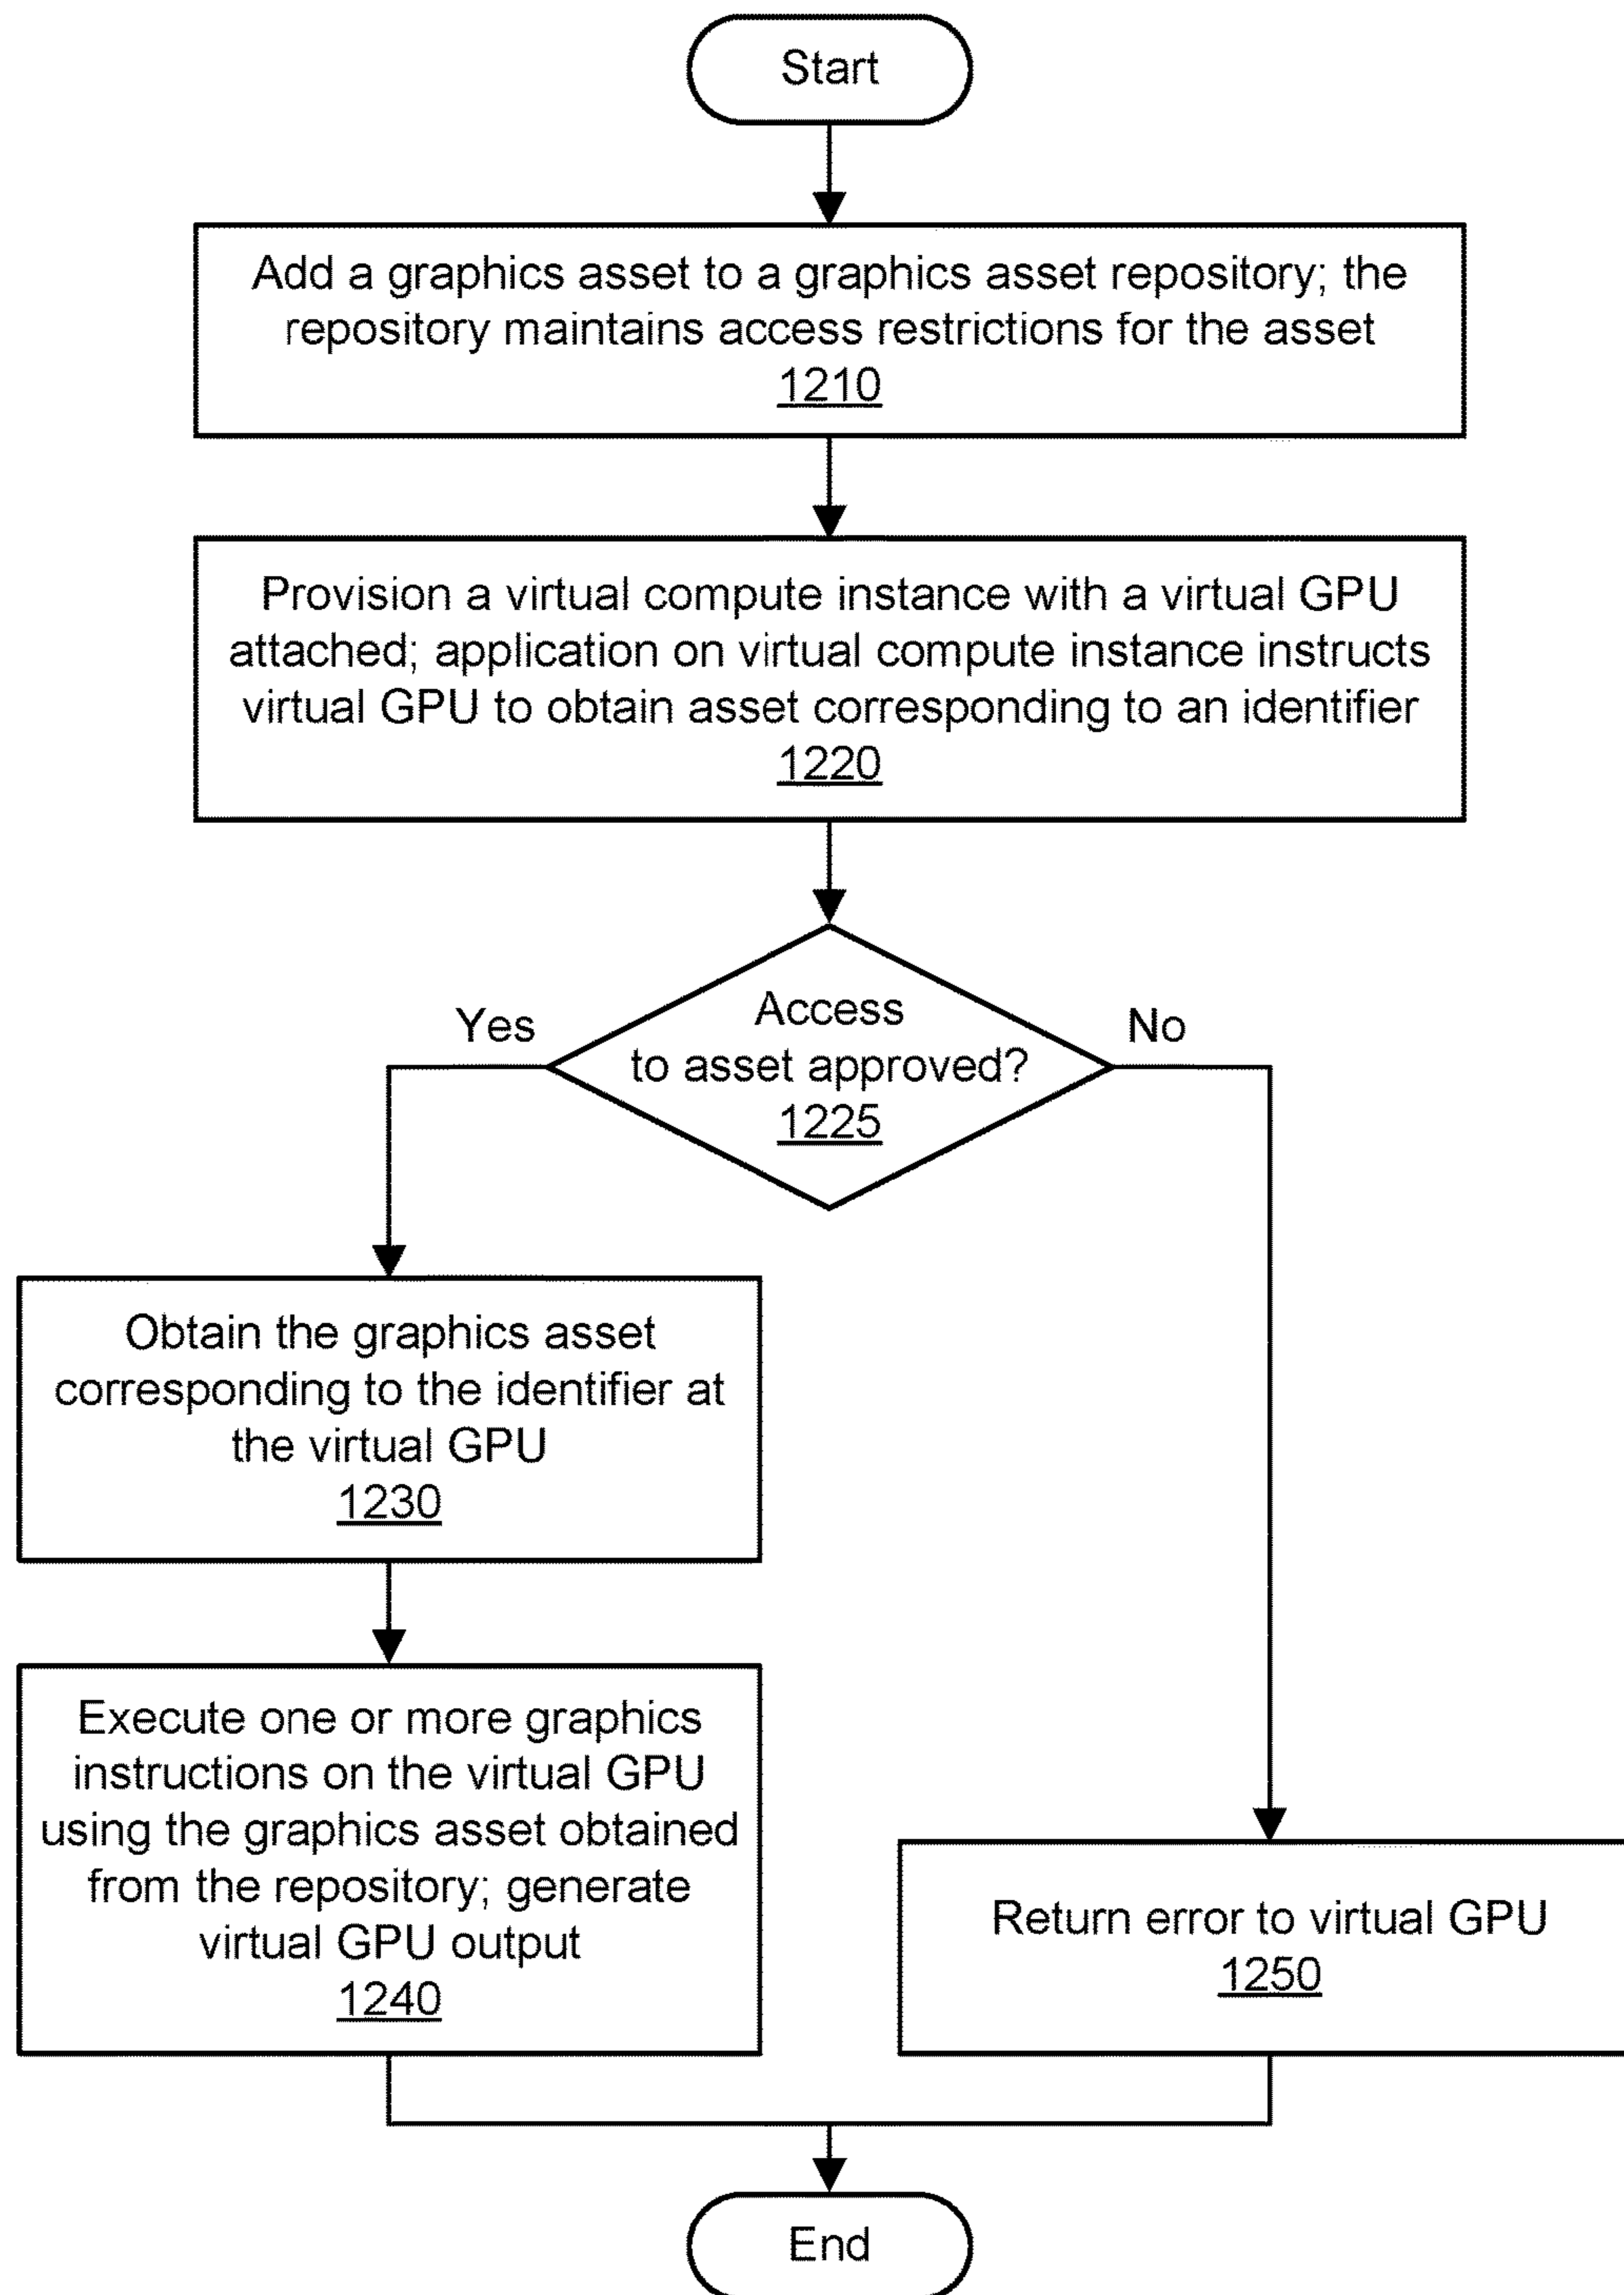 Start
Add a graphics asset to a graphics asset repository; the
repository maintains access restrictions for the asset
1210
Provision a virtual compute instance with a virtual GPU
attached; application on virtual compute instance instructs
virtual GPU to obtain asset corresponding to an identifier
1220
Yes
No
Access
to asset approved?
1225
Obtain the graphics asset
corresponding to the identifier at
the virtual GPU
1230
Execute one or more graphics
instructions on the virtual GPU
using the graphics asset obtained
from the repository; generate
virtual GPU output
1240
Return error to virtual GPU
1250
End